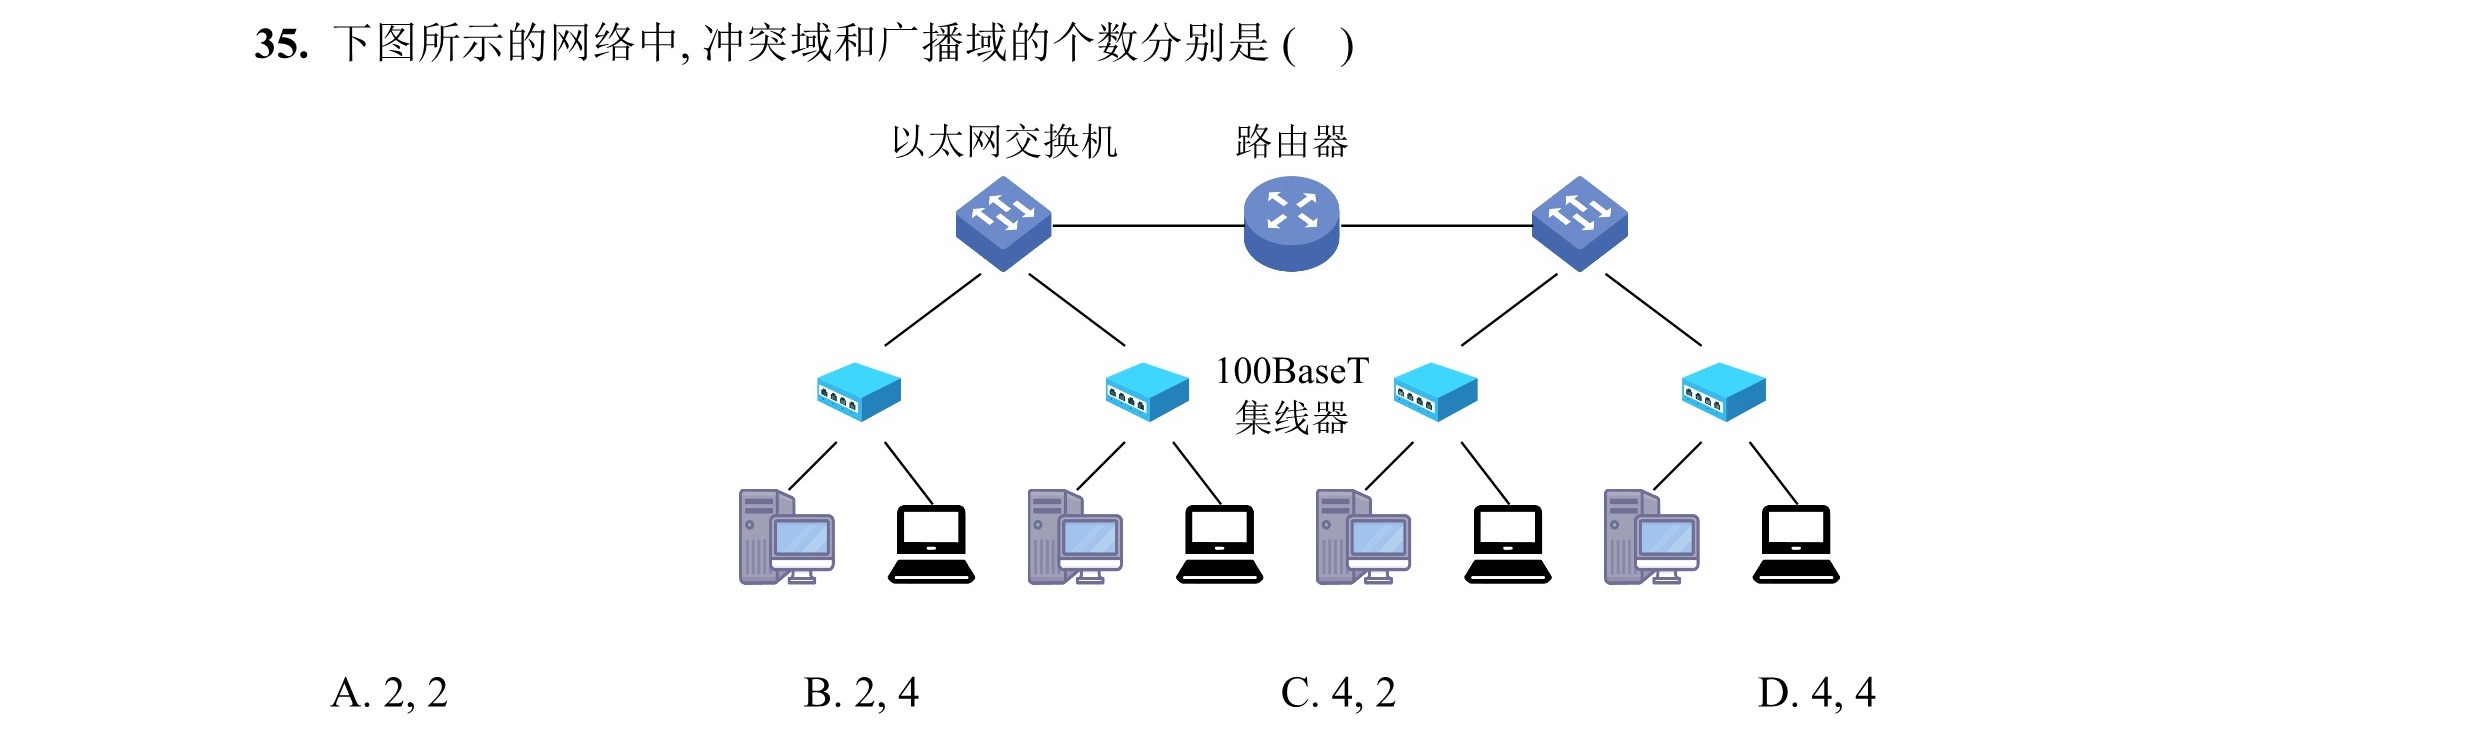 35. 下图所示的网络中, 冲突域和广播域的个数分别是 (   )
以太网交换机 路由器
100BaseT
集线器
A. 2, 2 B. 2, 4 C. 4, 2 D. 4, 4